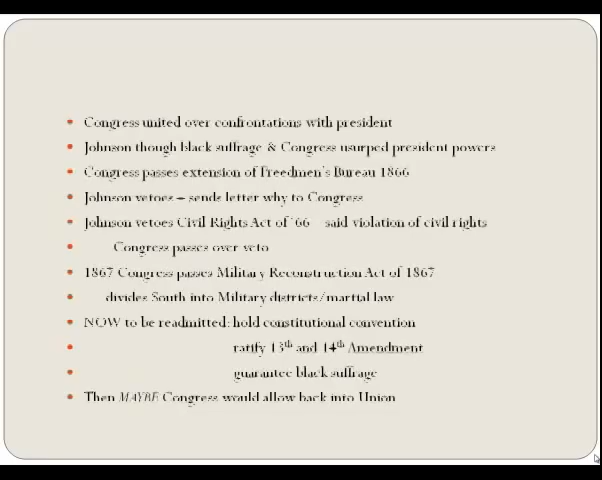 • Congress united over confrontations with president
• Johnson though black suffrage & Congress usurped president powers
• Congress passes extension of Freedmen's Bureau 1866
• Johnson vetoes – sends letter why to Congress
• Johnson vetoes Civil Rights Act of '66 – said violation of civil rights
• Congress passes over veto
• 1867 Congress passes Military Reconstruction Act of 1867
• divides South into Military districts/martial law
• NOW to be readmitted: hold constitutional convention
• ratify 13th and 14th Amendment
• guarantee black suffrage
• Then MAYBE Congress would allow back into Union